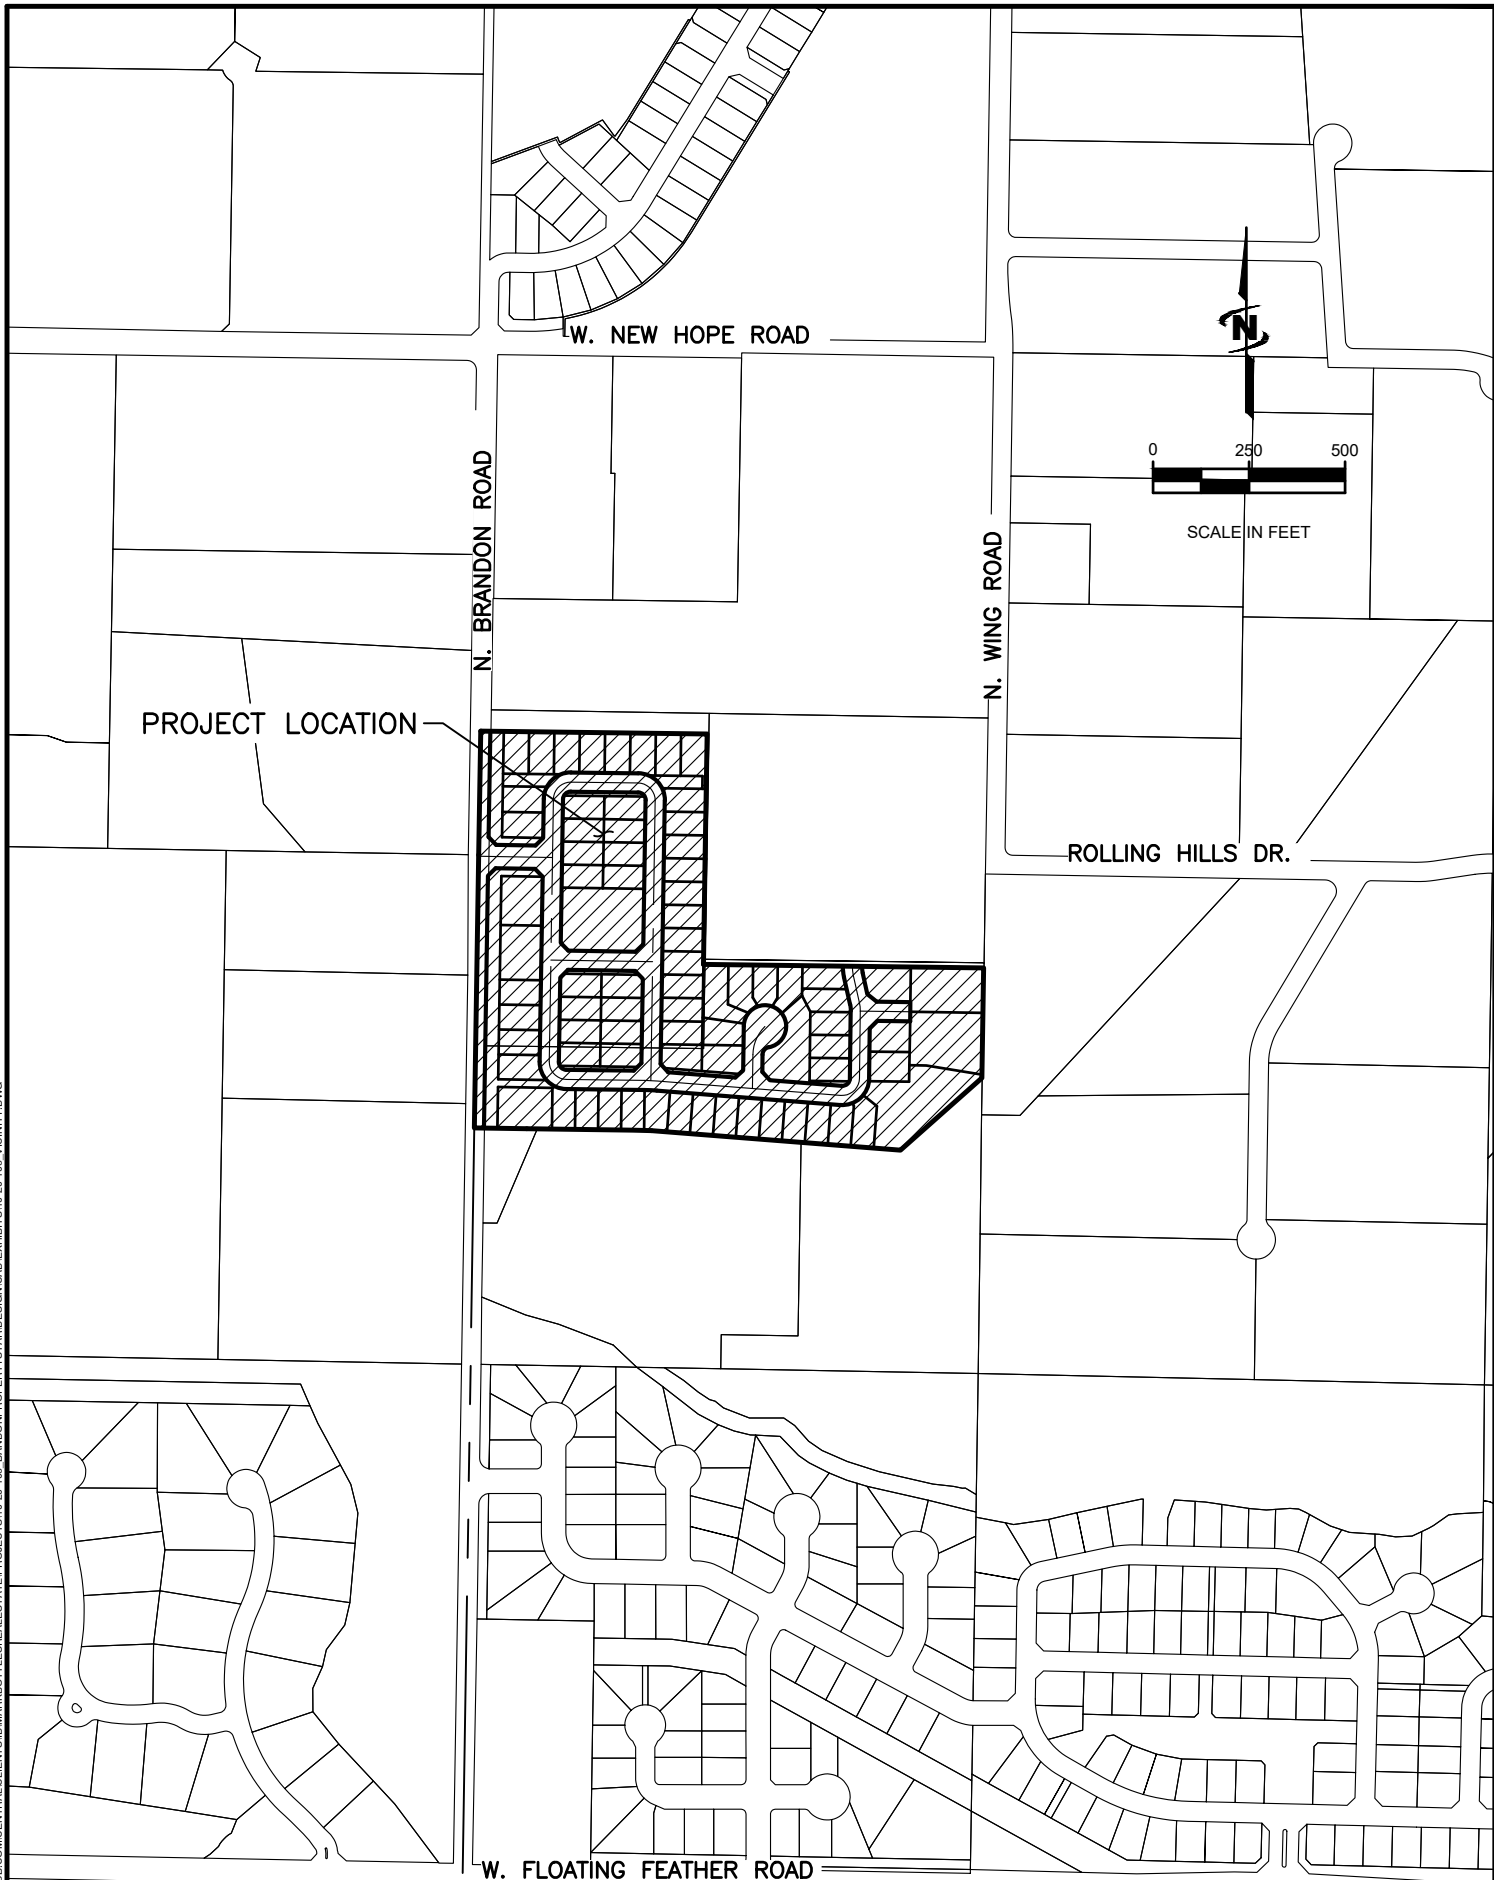 W. NEW HOPE ROAD
N
0 250 500
SCALE IN FEET
N. BRANDON ROAD
N. WING ROAD
PROJECT LOCATION
ROLLING HILLS DR.
W. FLOATING FEATHER ROAD